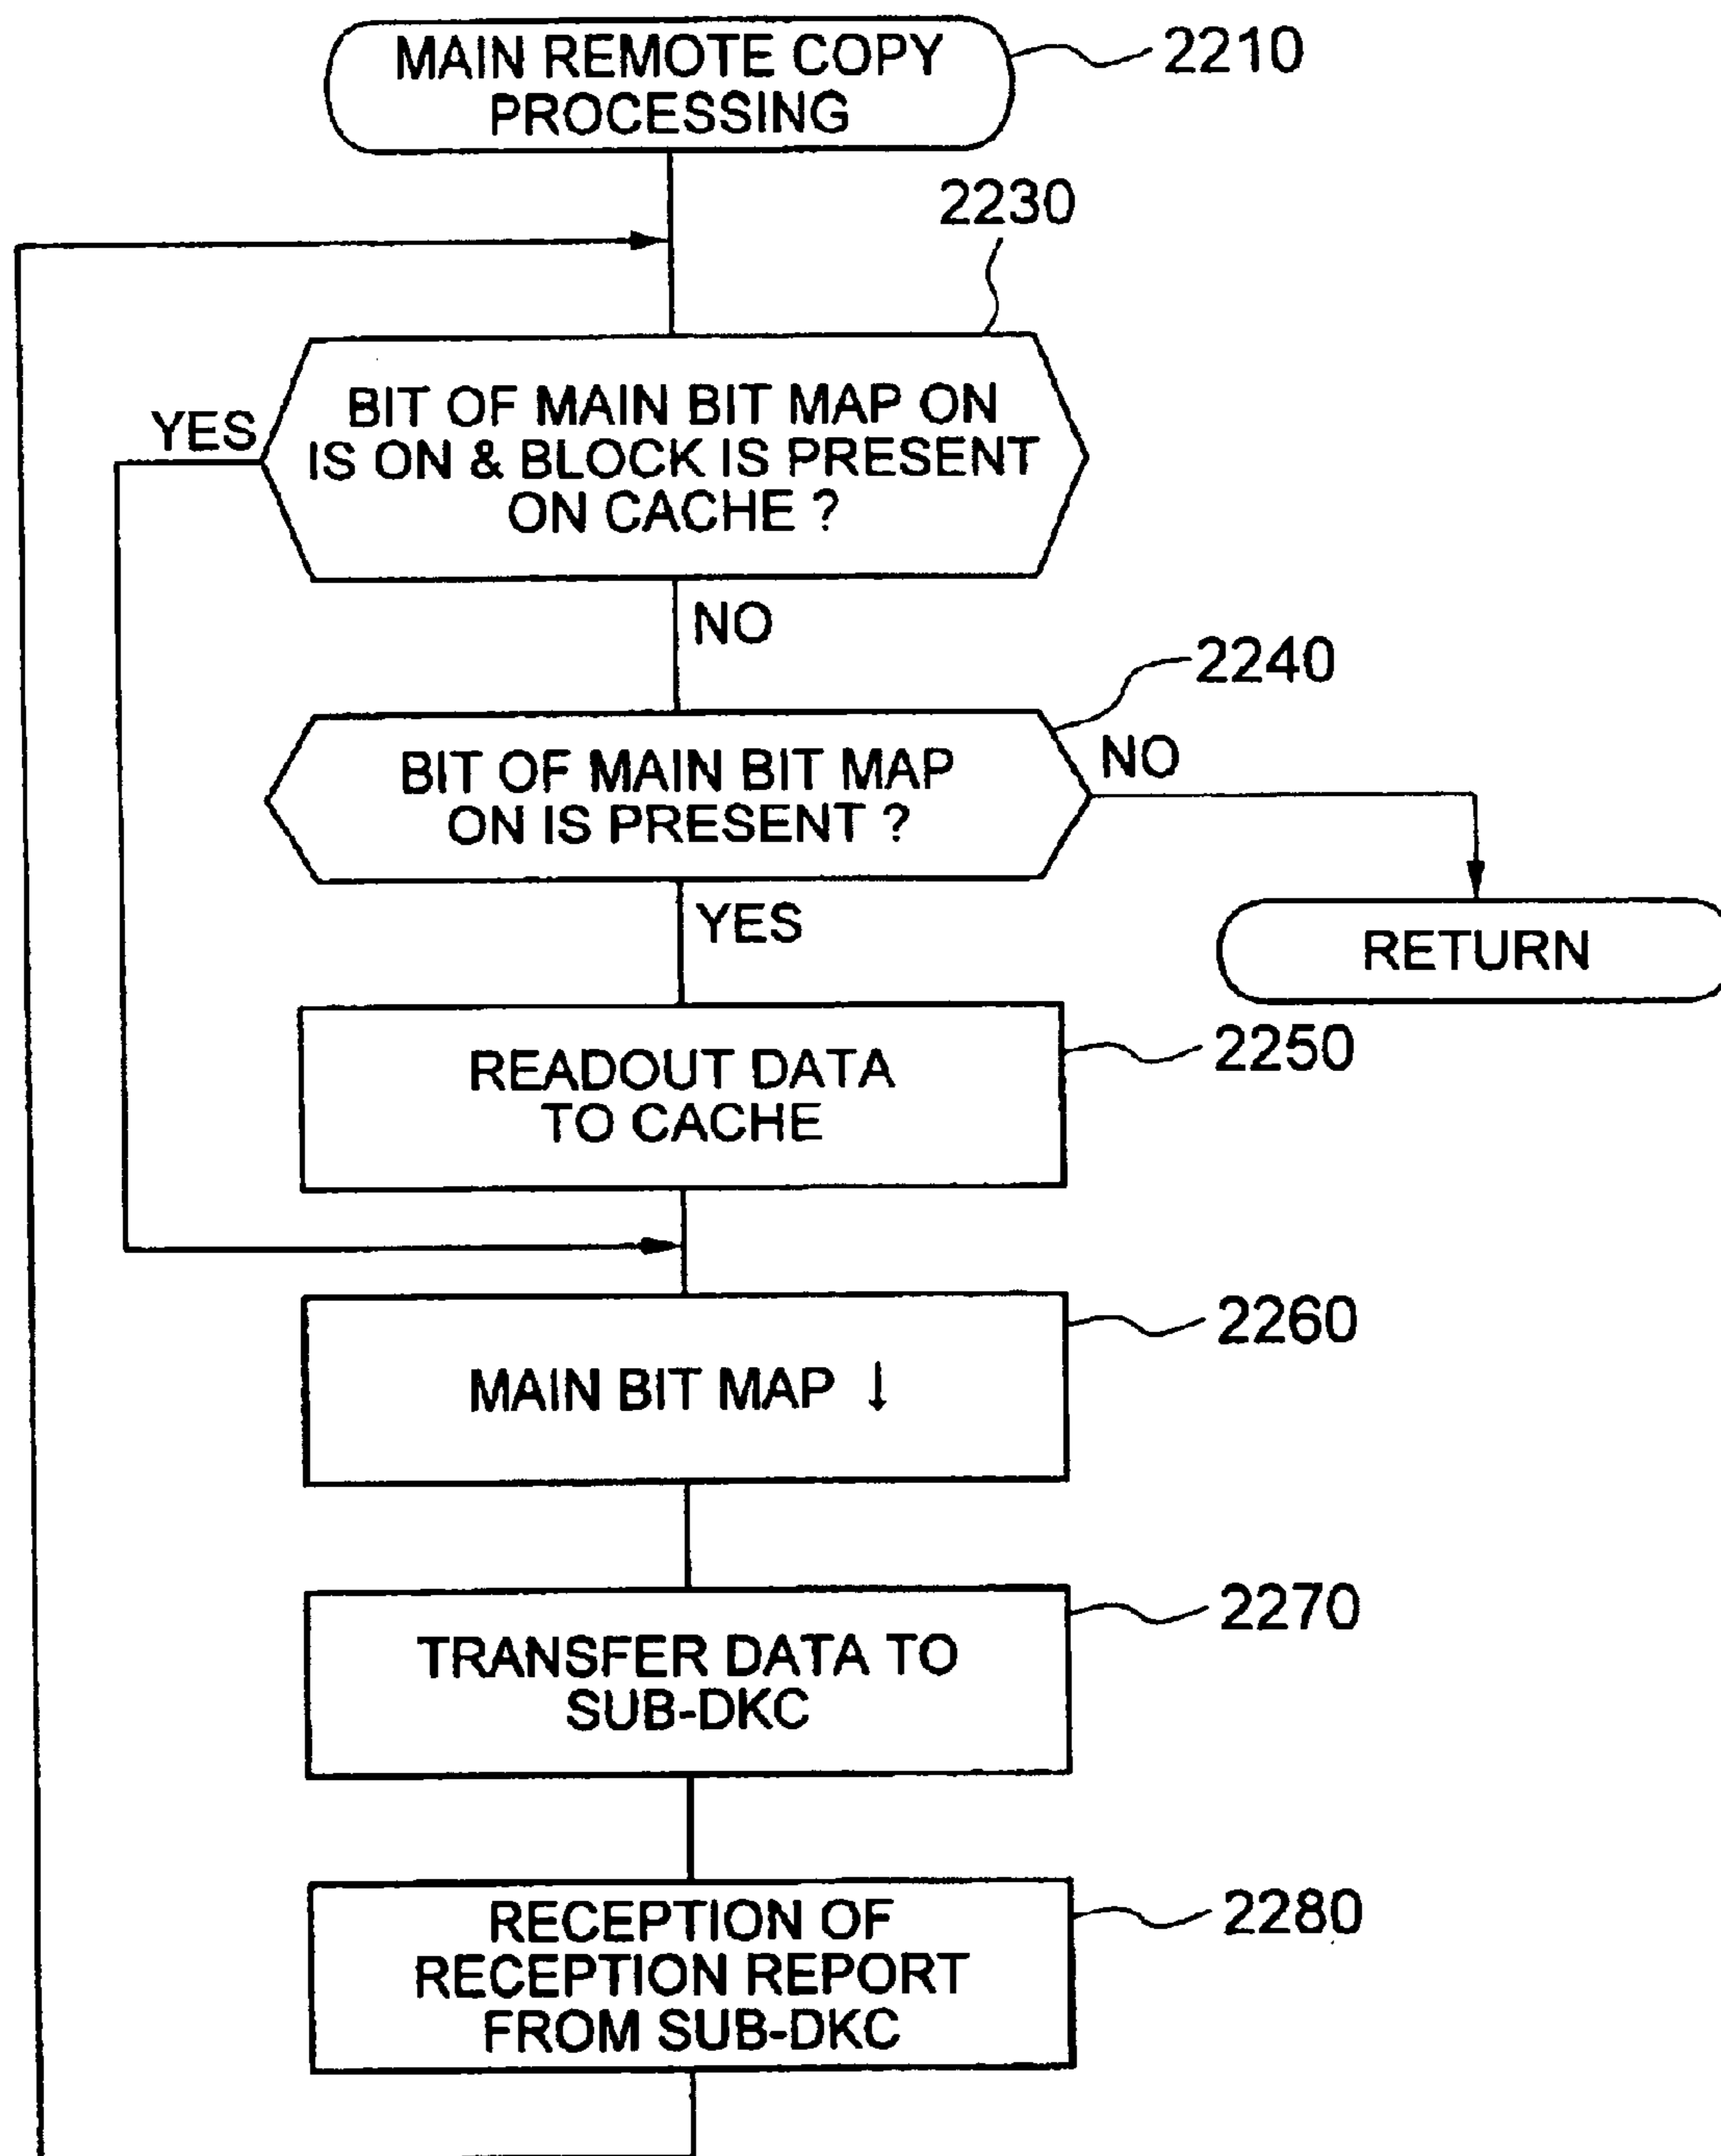 MAIN REMOTE COPY
PROCESSING
2210
2230
BIT OF MAIN BIT MAP ON
IS ON & BLOCK IS PRESENT
ON CACHE ?
YES
NO
2240
BIT OF MAIN BIT MAP
ON IS PRESENT ?
NO
YES
RETURN
READOUT DATA
TO CACHE
2250
MAIN BIT MAP ↓
2260
TRANSFER DATA TO
SUB-DKC
2270
RECEPTION OF
RECEPTION REPORT
FROM SUB-DKC
2280